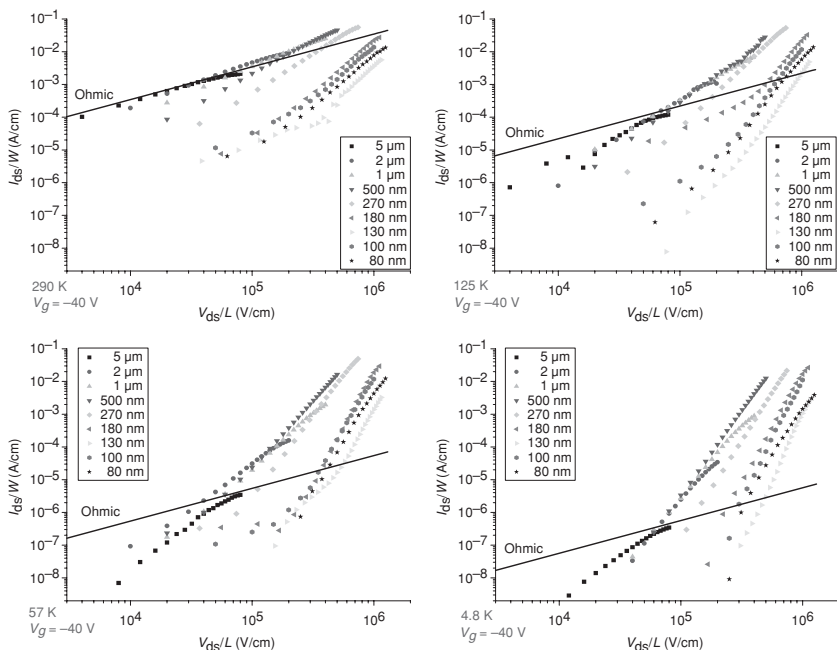 10⁻¹
10⁻²
10⁻³
10⁻⁴
10⁻⁵
10⁻⁶
10⁻⁷
10⁻⁸
I_ds/W (A/cm)
Ohmic
5 µm
2 µm
1 µm
500 nm
270 nm
180 nm
130 nm
100 nm
80 nm
290 K
V_g = −40 V
10⁴
10⁵
10⁶
V_ds/L (V/cm)
10⁻¹
10⁻²
10⁻³
10⁻⁴
10⁻⁵
10⁻⁶
10⁻⁷
10⁻⁸
I_ds/W (A/cm)
Ohmic
5 µm
2 µm
1 µm
500 nm
270 nm
180 nm
130 nm
100 nm
80 nm
125 K
V_g = −40 V
10⁴
10⁵
10⁶
V_ds/L (V/cm)
10⁻¹
10⁻²
10⁻³
10⁻⁴
10⁻⁵
10⁻⁶
10⁻⁷
10⁻⁸
I_ds/W (A/cm)
5 µm
2 µm
1 µm
500 nm
270 nm
180 nm
130 nm
100 nm
80 nm
Ohmic
57 K
V_g = −40 V
10⁴
10⁵
10⁶
V_ds/L (V/cm)
10⁻¹
10⁻²
10⁻³
10⁻⁴
10⁻⁵
10⁻⁶
10⁻⁷
10⁻⁸
I_ds/W (A/cm)
5 µm
2 µm
1 µm
500 nm
270 nm
180 nm
130 nm
100 nm
80 nm
Ohmic
4.8 K
V_g = −40 V
10⁴
10⁵
10⁶
V_ds/L (V/cm)